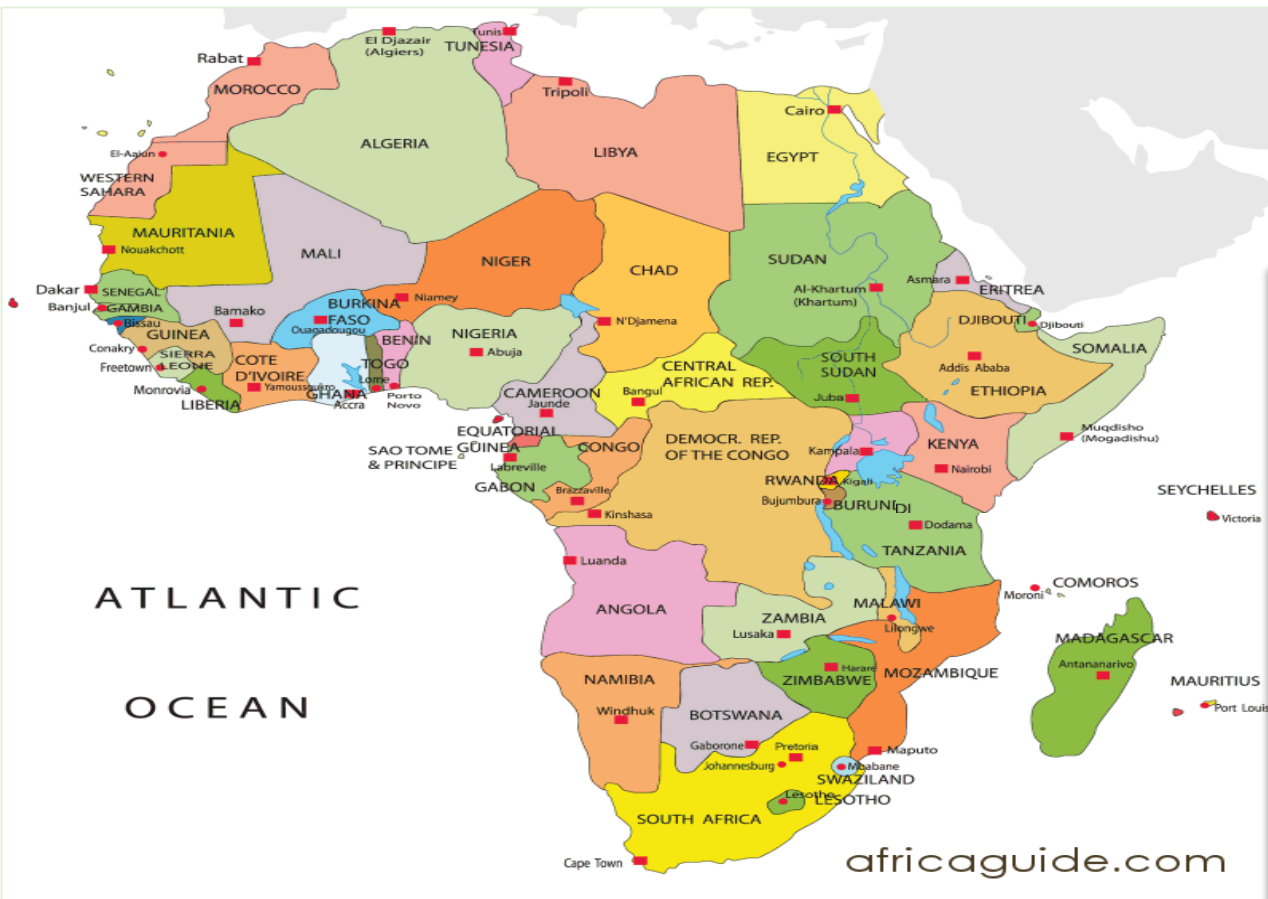 El Djazair
(Algiers)
Tunis
TUNESIA
Rabat
MOROCCO
Tripoli
Cairo
ALGERIA
LIBYA
EGYPT
El-Aaiun
WESTERN
SAHARA
MAURITANIA
Nouakchott
MALI
NIGER
CHAD
SUDAN
Al-Khartum
(Khartum)
Asmara
ERITREA
Dakar
SENEGAL
Banjul
GAMBIA
Bissau
GUINEA
Bamako
BURKINA
FASO
Ouagadougou
Niamey
N'Djamena
DJIBOUTI
Djibouti
NIGERIA
Abuja
BENIN
Conakry
SIERRA
LEONE
Freetown
COTE
D'IVOIRE
Yamoussoukro
TOGO
Lome
GHANA
Accra
Porto
Novo
Monrovia
LIBERIA
CENTRAL
AFRICAN REP.
Bangul
SOUTH
SUDAN
Juba
Addis Ababa
ETHIOPIA
SOMALIA
CAMEROON
Jaunde
EQUATORIAL
GUINEA
SAO TOME
& PRINCIPE
Labreville
GABON
CONGO
Brazzaville
Kinshasa
DEMOCR. REP.
OF THE CONGO
Kampala
KENYA
Nairobi
Muqdisho
(Mogadishu)
RWANDA
Kigali
Bujumbura
BURUNDI
Dodama
TANZANIA
SEYCHELLES
Victoria
Luanda
ANGOLA
ZAMBIA
Lusaka
MALAWI
Lilongwe
Moroni
COMOROS
ATLANTIC
OCEAN
MADAGASCAR
Antananarivo
MAURITIUS
Port Louis
NAMIBIA
Windhuk
ZIMBABWE
Harare
MOZAMBIQUE
BOTSWANA
Gaborone
Pretoria
Johannesburg
Maputo
Mbabane
SWAZILAND
Lesotho
LESOTHO
SOUTH AFRICA
Cape Town
africaguide.com